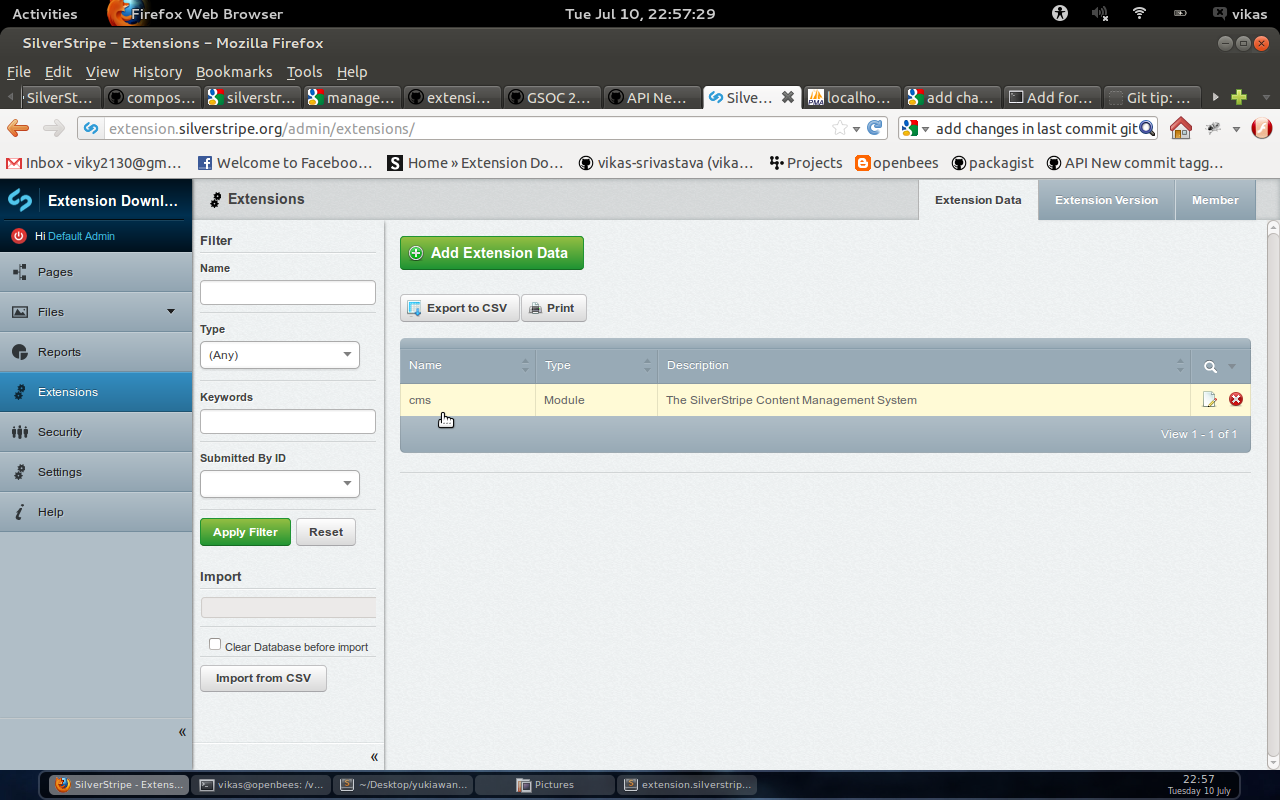 Activities Firefox Web Browser Tue Jul 10, 22:57:29 vikas
SilverStripe - Extensions - Mozilla Firefox
File Edit View History Bookmarks Tools Help
SilverSt... compos... silverstr... manage... extensi... GSOC 2... API Ne... Silve... localho... add cha... Add for... Git tip: ...
extension.silverstripe.org/admin/extensions/ add changes in last commit git
Inbox - viky2130@gm... Welcome to Faceboo... Home » Extension Do... vikas-srivastava (vika... Projects openbees packagist API New commit tagg...
Extension Downl... Extensions Extension Data Extension Version Member
Hi Default Admin
Pages
Files
Reports
Extensions
Security
Settings
Help
«
Filter
Name
Type
(Any)
Keywords
Submitted By ID
Apply Filter Reset
Import
Clear Database before import
Import from CSV
«
Add Extension Data
Export to CSV Print
Name Type Description
cms Module The SilverStripe Content Management System
View 1 - 1 of 1
SilverStripe - Extens... vikas@openbees: /v... ~/Desktop/yukiawan... Pictures extension.silverstrip... 22:57
Tuesday 10 July